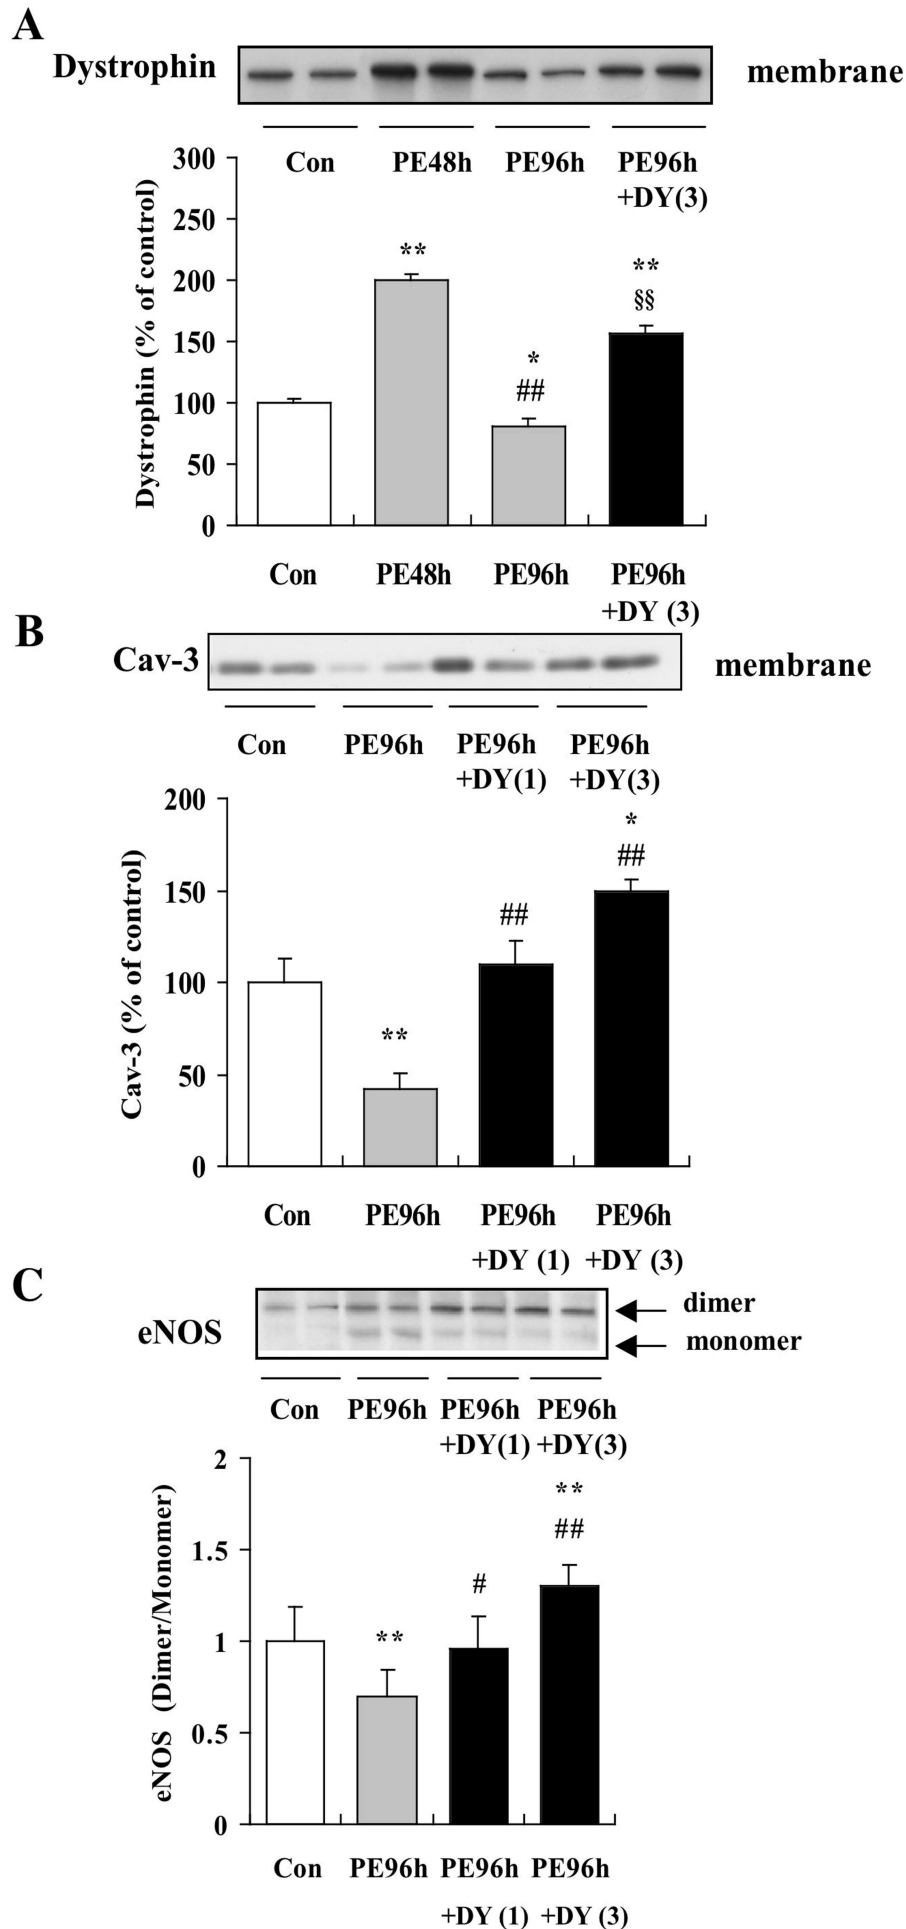 A
Dystrophin
membrane
Con PE48h PE96h PE96h
+DY(3)
Dystrophin (% of control)
300
250
200
150
100
50
0
**
*
##
**
§§
Con PE48h PE96h PE96h
+DY (3)
B
Cav-3
membrane
Con PE96h PE96h PE96h
+DY(1) +DY(3)
Cav-3 (% of control)
200
150
100
50
0
**
##
*
##
Con PE96h PE96h PE96h
+DY (1) +DY (3)
C
eNOS
dimer
monomer
Con PE96h PE96h PE96h
+DY(1) +DY(3)
eNOS (Dimer/Monomer)
2
1.5
1
0.5
0
**
#
**
##
Con PE96h PE96h PE96h
+DY (1) +DY (3)